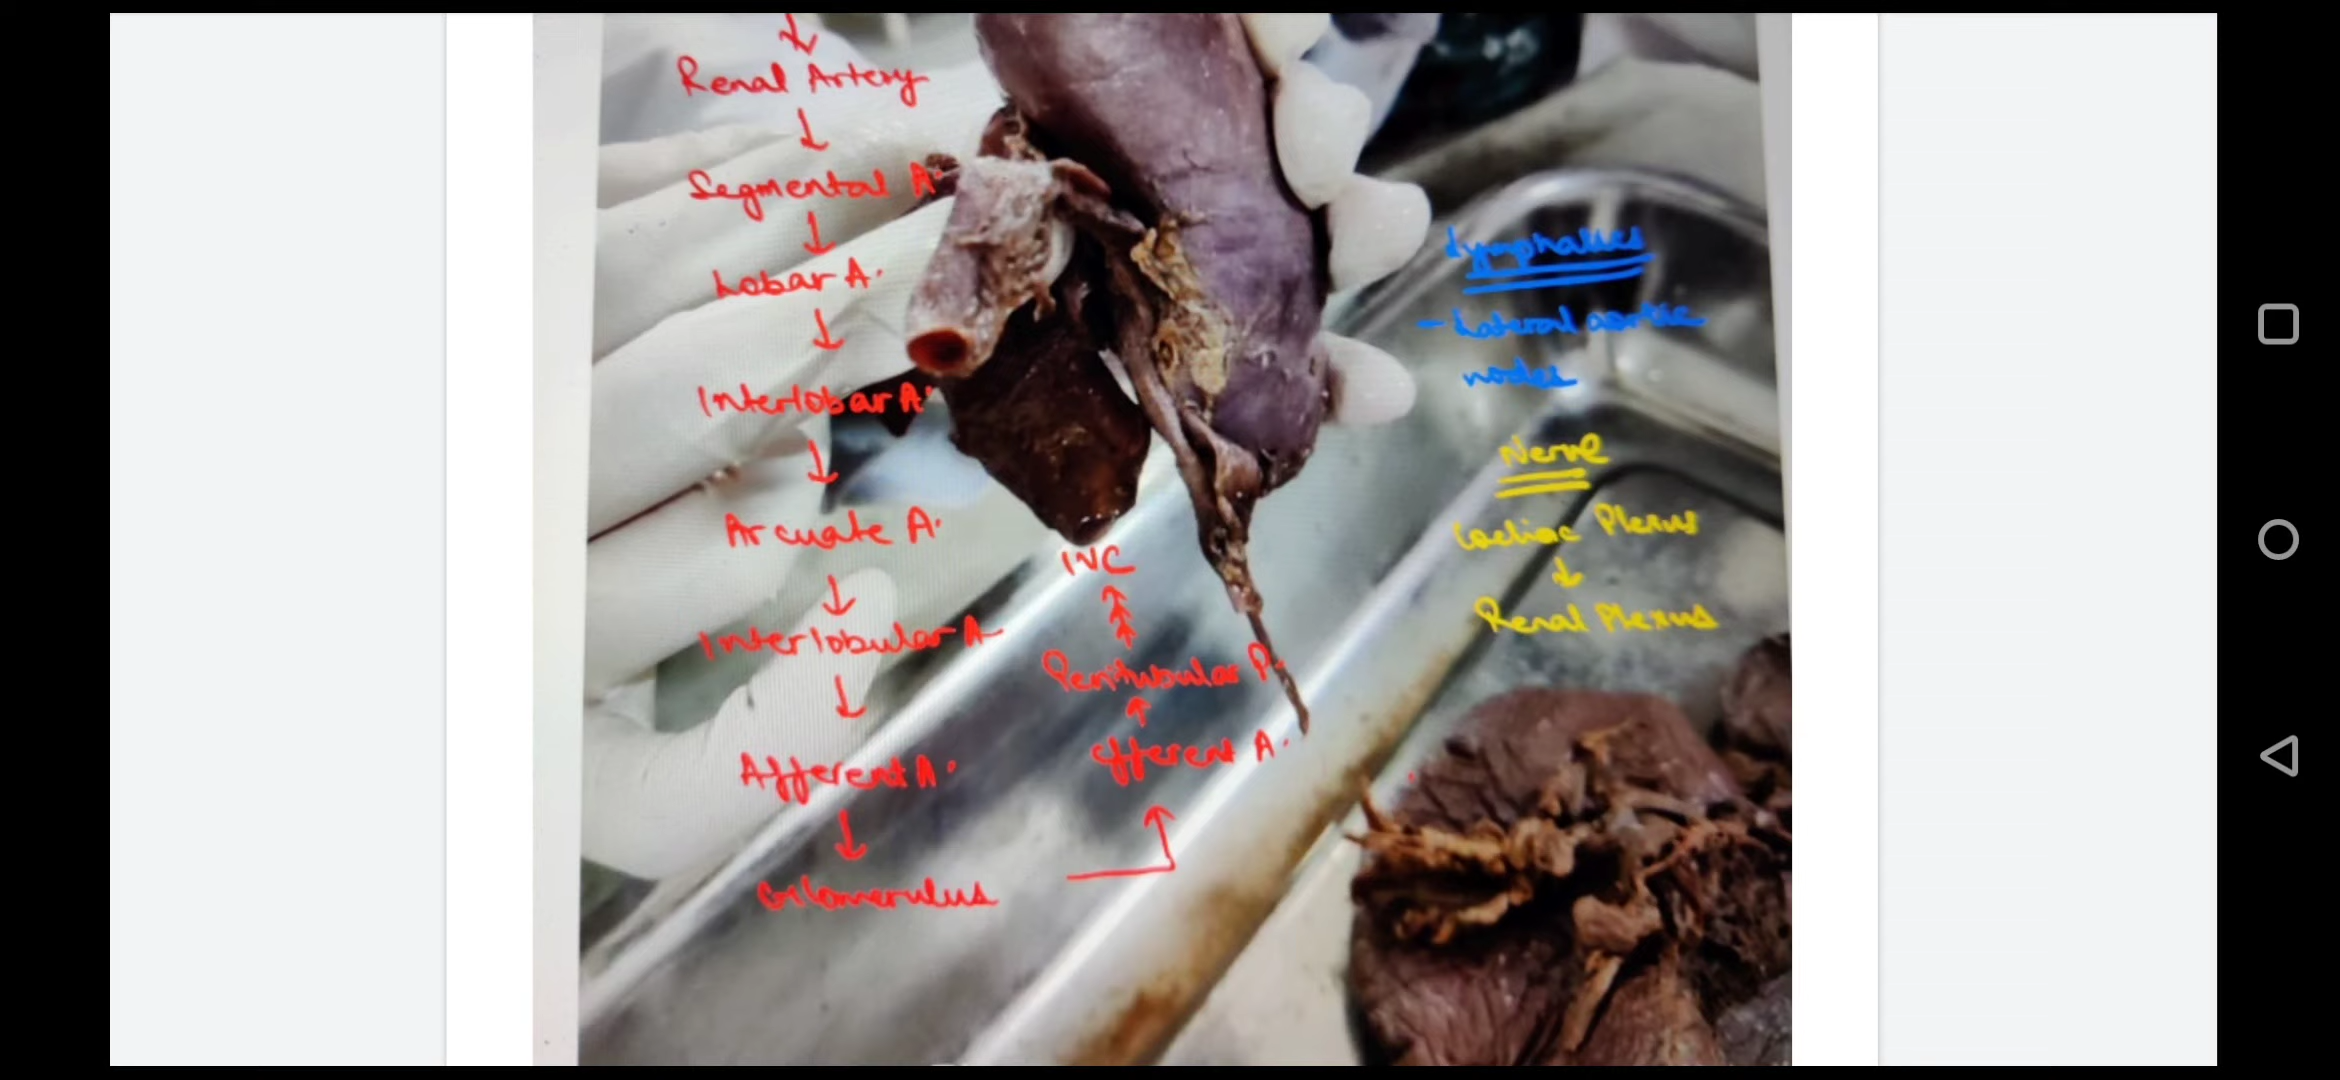 Renal Artery
Segmental A.
Lobar A.
Interlobar A.
Arcuate A.
Interlobular A
Afferent A.
Glomerulus
Efferent A.
Peritubular P.
IVC
Lymphatics
- Lateral aortic
nodes
Nerve
Coeliac Plexus
Renal Plexus